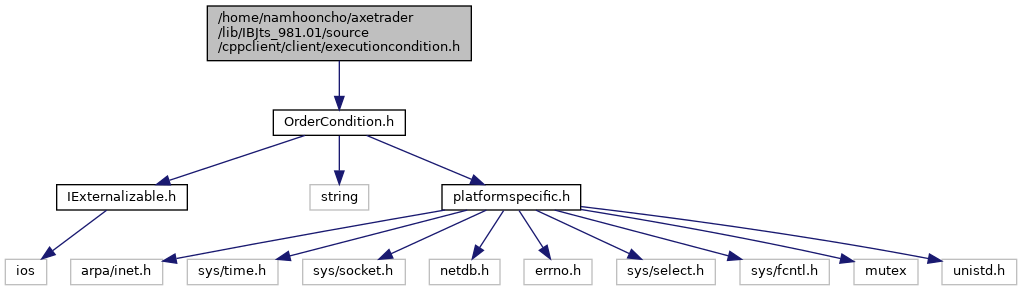 /home/namhooncho/axetrader
/lib/IBJts_981.01/source
/cppclient/client/executioncondition.h
OrderCondition.h
IExternalizable.h
string
platformspecific.h
ios
arpa/inet.h
sys/time.h
sys/socket.h
netdb.h
errno.h
sys/select.h
sys/fcntl.h
mutex
unistd.h